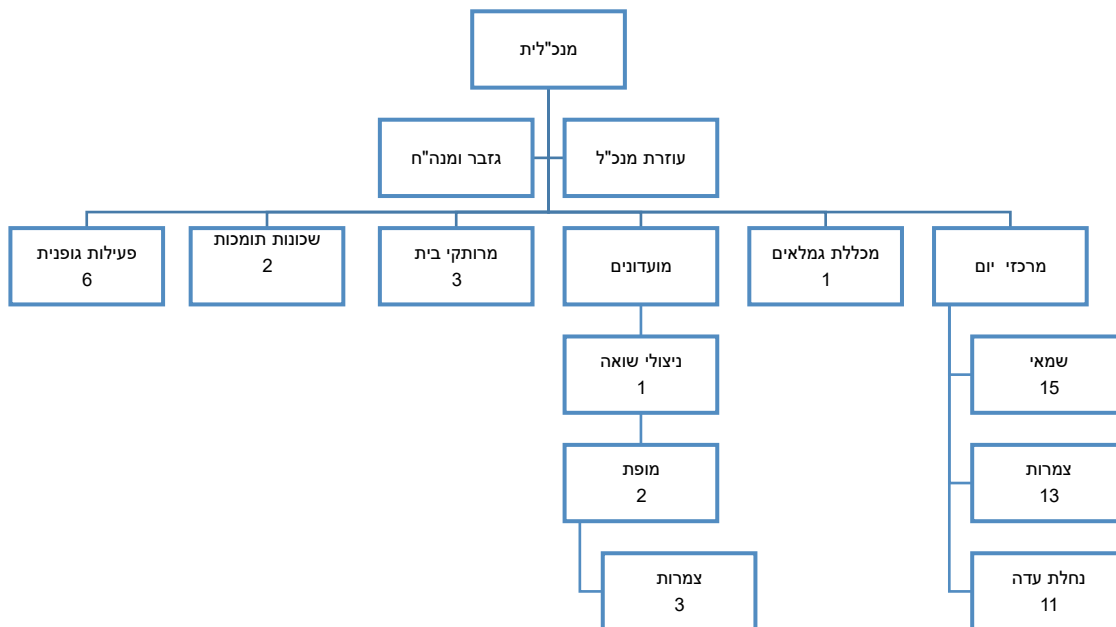 מנכ"לית
עוזרת מנכ"ל
גזבר ומנה"ח
מרכזי יום
מכללת גמלאים
1
מועדונים
מרותקי בית
3
שכונות תומכות
2
פעילות גופנית
6
שמאי
15
צמרות
13
נחלת עדה
11
ניצולי שואה
1
מופת
2
צמרות
3